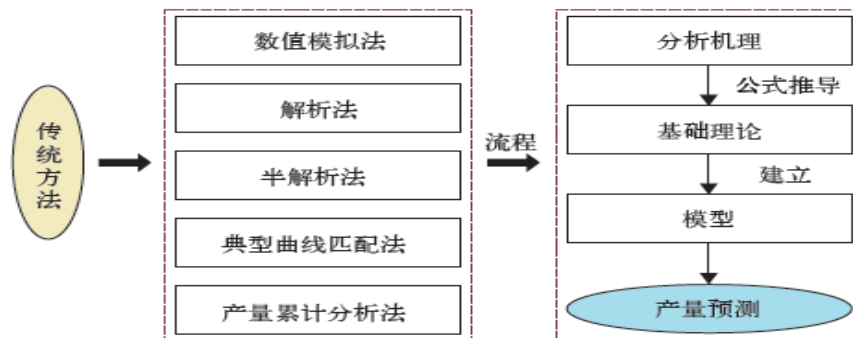 传统方法
数值模拟法
解析法
半解析法
典型曲线匹配法
产量累计分析法
流程
分析机理
公式推导
基础理论
建立
模型
产量预测